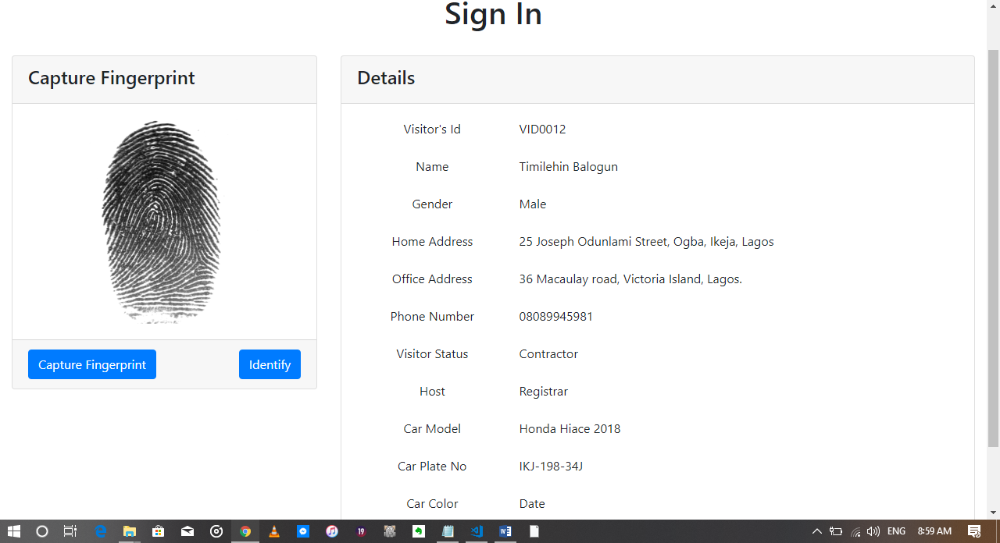 Sign In
Capture Fingerprint
Capture Fingerprint Identify
Details
Visitor's Id VID0012
Name Timilehin Balogun
Gender Male
Home Address 25 Joseph Odunlami Street, Ogba, Ikeja, Lagos
Office Address 36 Macaulay road, Victoria Island, Lagos.
Phone Number 08089945981
Visitor Status Contractor
Host Registrar
Car Model Honda Hiace 2018
Car Plate No IKJ-198-34J
Car Color Date
19 ENG 8:59 AM